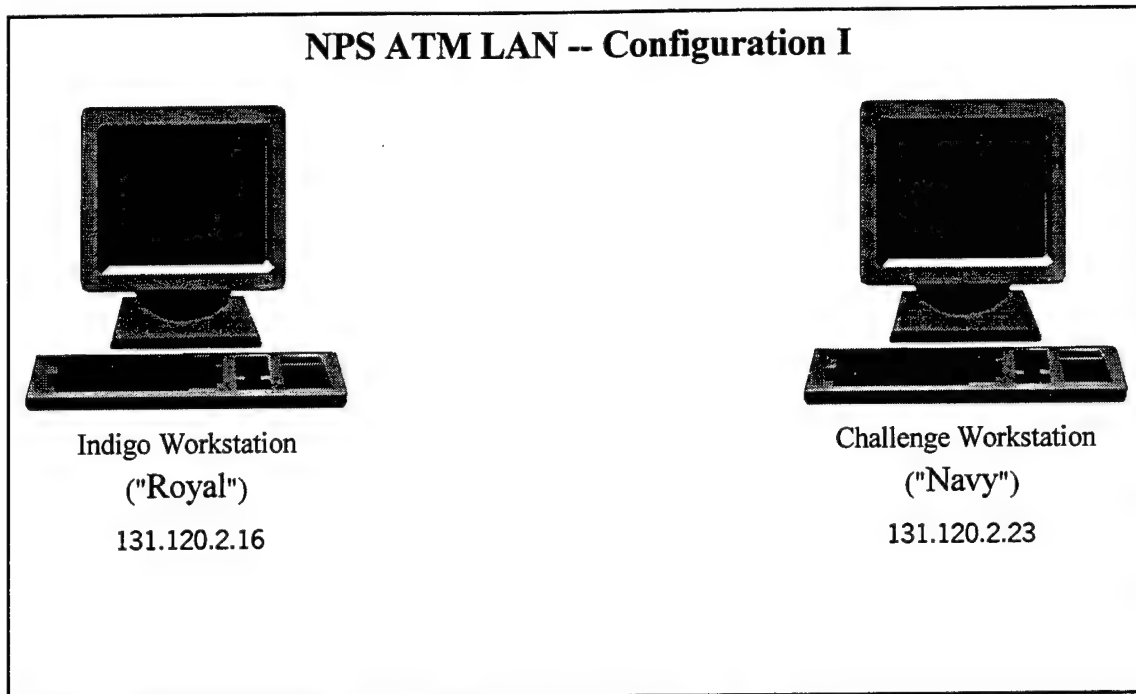 NPS ATM LAN -- Configuration I
Indigo Workstation
("Royal")
131.120.2.16
Challenge Workstation
("Navy")
131.120.2.23